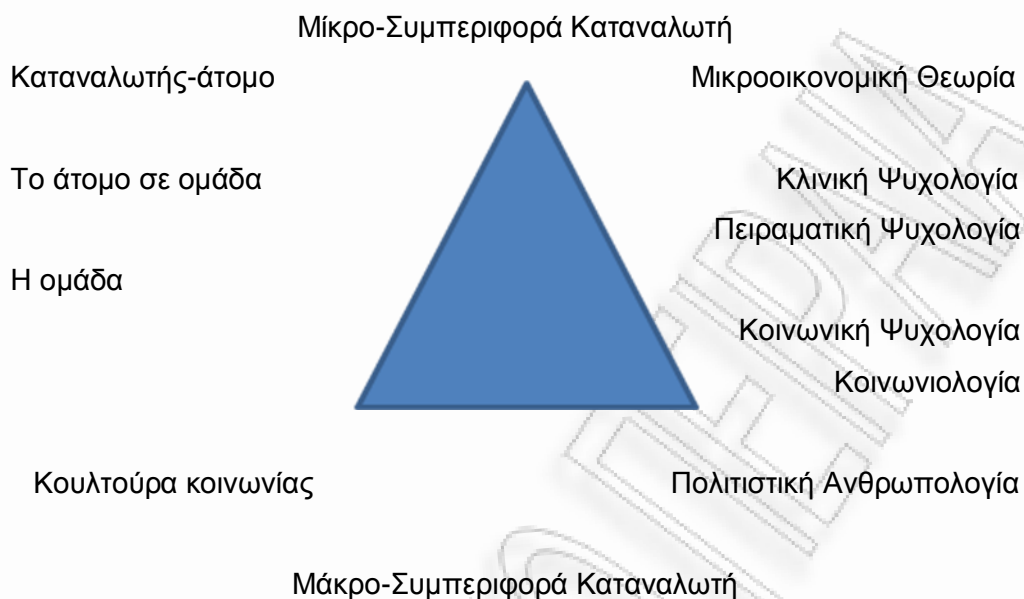 Μίκρο-Συμπεριφορά Καταναλωτή
Καταναλωτής-άτομο Μικροοικονομική Θεωρία
Το άτομο σε ομάδα Κλινική Ψυχολογία
Πειραματική Ψυχολογία
Η ομάδα
Κοινωνική Ψυχολογία
Κοινωνιολογία
Κουλτούρα κοινωνίας Πολιτιστική Ανθρωπολογία
Μάκρο-Συμπεριφορά Καταναλωτή